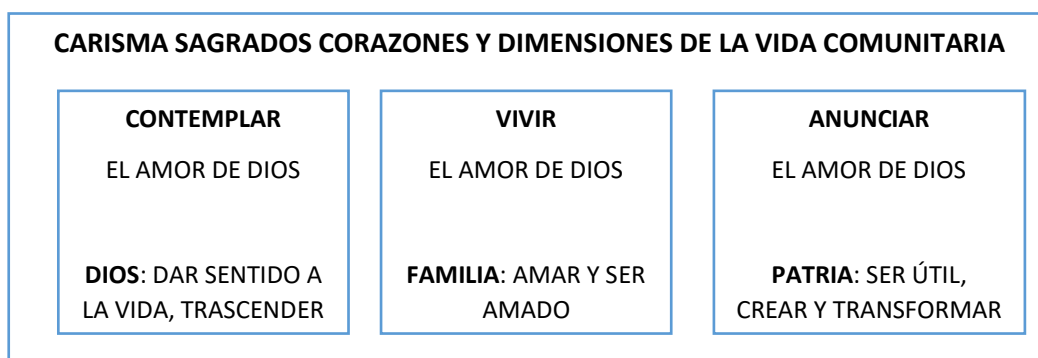 CARISMA SAGRADOS CORAZONES Y DIMENSIONES DE LA VIDA COMUNITARIA
CONTEMPLAR
EL AMOR DE DIOS
DIOS: DAR SENTIDO A
LA VIDA, TRASCENDER
VIVIR
EL AMOR DE DIOS
FAMILIA: AMAR Y SER
AMADO
ANUNCIAR
EL AMOR DE DIOS
PATRIA: SER ÚTIL,
CREAR Y TRANSFORMAR